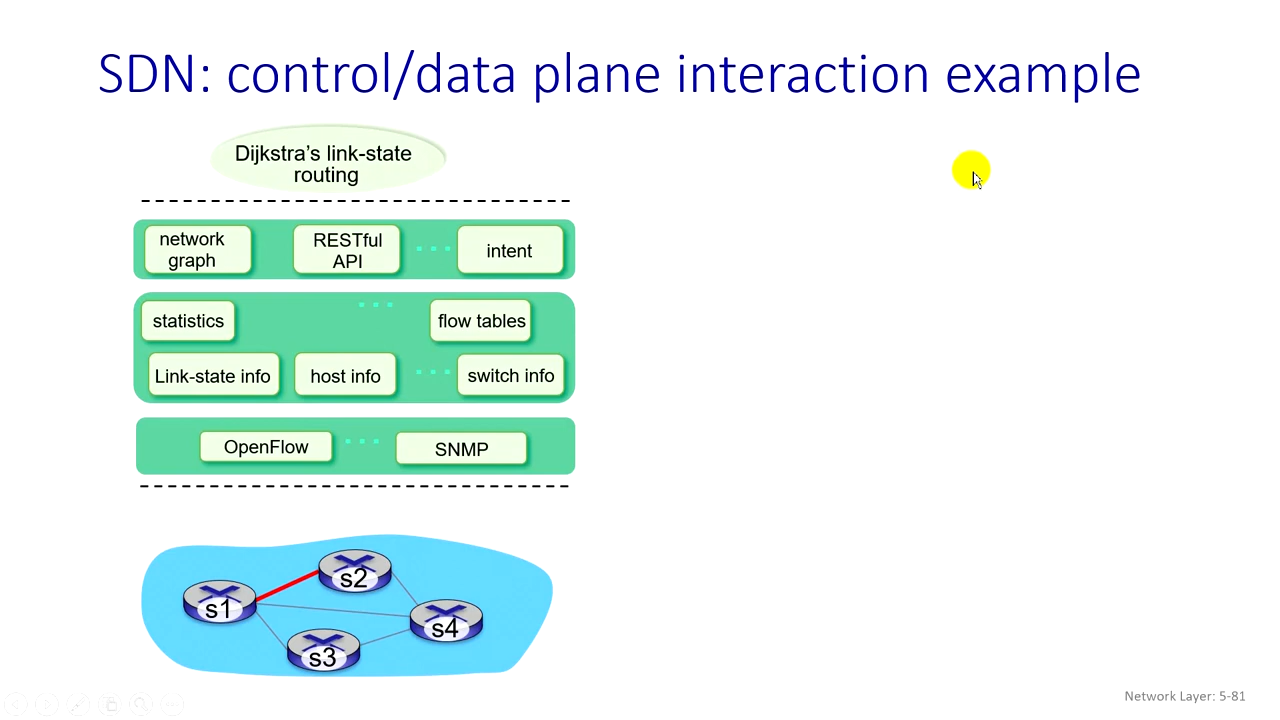 SDN: control/data plane interaction example
Dijkstra’s link-state
routing
network
graph
RESTful
API
intent
statistics
flow tables
Link-state info
host info
switch info
OpenFlow
SNMP
s2
s1
s4
s3
Network Layer: 5-81